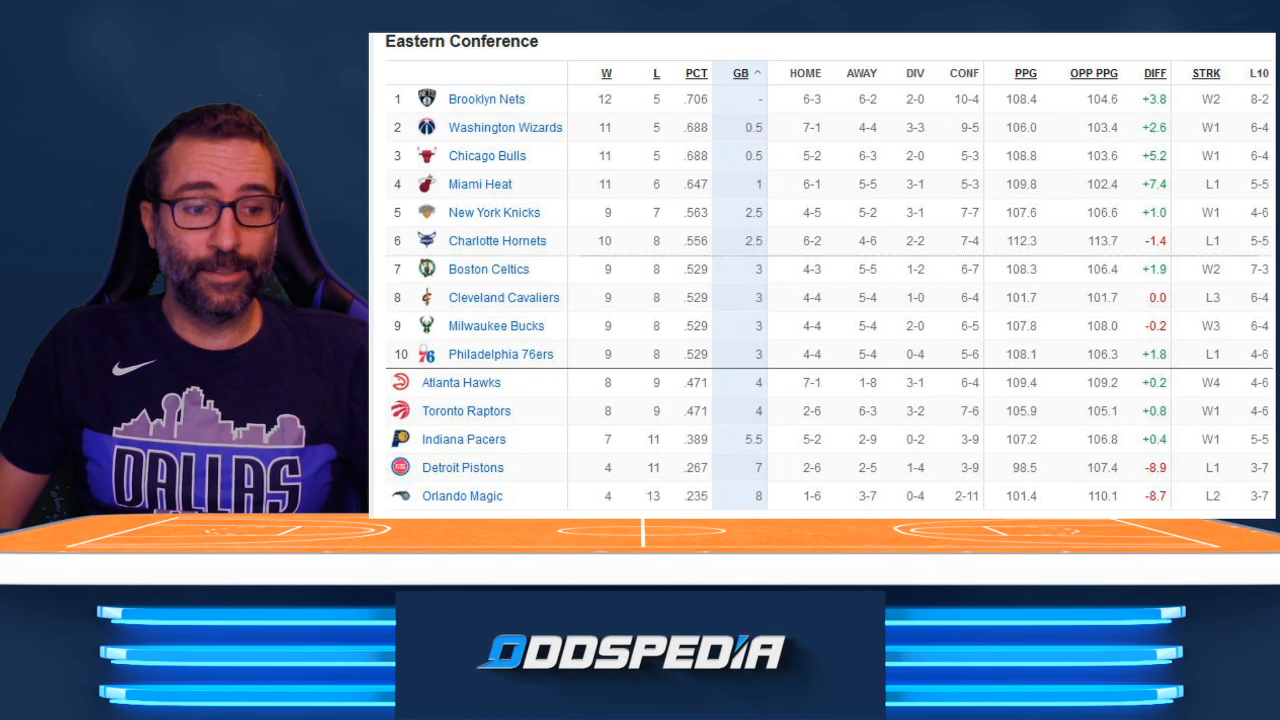 Eastern Conference
W L PCT GB ^ HOME AWAY DIV CONF PPG OPP PPG DIFF STRK L10
1 NETS Brooklyn Nets 12 5 .706 - 6-3 6-2 2-0 10-4 108.4 104.6 +3.8 W2 8-2
2 Washington Wizards 11 5 .688 0.5 7-1 4-4 3-3 9-5 106.0 103.4 +2.6 W1 6-4
3 Chicago Bulls 11 5 .688 0.5 5-2 6-3 2-0 5-3 108.8 103.6 +5.2 W1 6-4
4 Miami Heat 11 6 .647 1 6-1 5-5 3-1 5-3 109.8 102.4 +7.4 L1 5-5
5 New York Knicks 9 7 .563 2.5 4-5 5-2 3-1 7-7 107.6 106.6 +1.0 W1 4-6
6 Charlotte Hornets 10 8 .556 2.5 6-2 4-6 2-2 7-4 112.3 113.7 -1.4 L1 5-5
7 Boston Celtics 9 8 .529 3 4-3 5-5 1-2 6-7 108.3 106.4 +1.9 W2 7-3
8 Cleveland Cavaliers 9 8 .529 3 4-4 5-4 1-0 6-4 101.7 101.7 0.0 L3 6-4
9 Milwaukee Bucks 9 8 .529 3 4-4 5-4 2-0 6-5 107.8 108.0 -0.2 W3 6-4
10 76 Philadelphia 76ers 9 8 .529 3 4-4 5-4 0-4 5-6 108.1 106.3 +1.8 L1 4-6
Atlanta Hawks 8 9 .471 4 7-1 1-8 3-1 6-4 109.4 109.2 +0.2 W4 4-6
Toronto Raptors 8 9 .471 4 2-6 6-3 3-2 7-6 105.9 105.1 +0.8 W1 4-6
Indiana Pacers 7 11 .389 5.5 5-2 2-9 0-2 3-9 107.2 106.8 +0.4 W1 5-5
Detroit Pistons 4 11 .267 7 2-6 2-5 1-4 3-9 98.5 107.4 -8.9 L1 3-7
Orlando Magic 4 13 .235 8 1-6 3-7 0-4 2-11 101.4 110.1 -8.7 L2 3-7
DALLAS
ODDSPEDIA